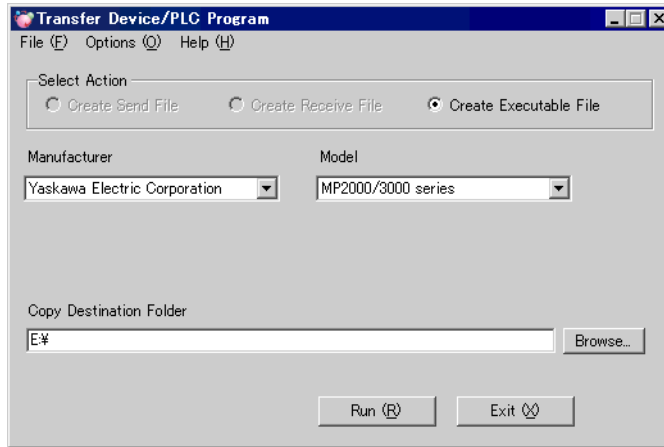 Transfer Device/PLC Program
File (F) Options (O) Help (H)
Select Action
Create Send File Create Receive File Create Executable File
Manufacturer Model
Yaskawa Electric Corporation MP2000/3000 series
Copy Destination Folder
E:¥
Browse...
Run (R) Exit (X)